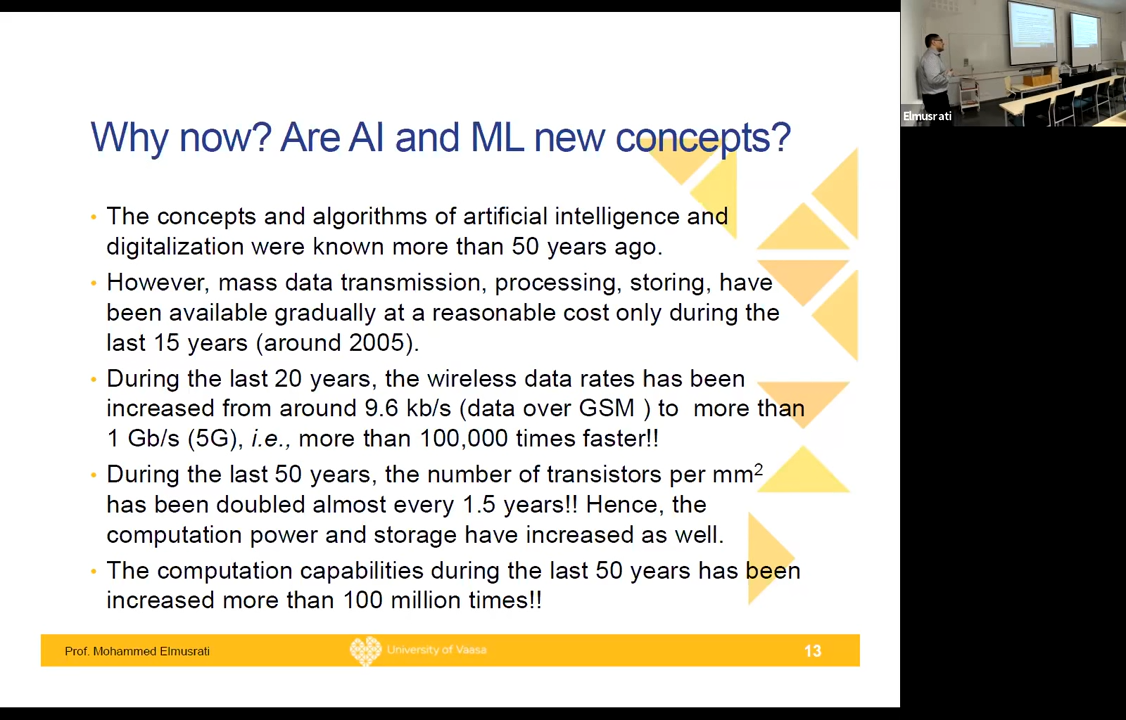 Why now? Are AI and ML new concepts?
• The concepts and algorithms of artificial intelligence and
digitalization were known more than 50 years ago.
• However, mass data transmission, processing, storing, have
been available gradually at a reasonable cost only during the
last 15 years (around 2005).
• During the last 20 years, the wireless data rates has been
increased from around 9.6 kb/s (data over GSM ) to more than
1 Gb/s (5G), i.e., more than 100,000 times faster!!
• During the last 50 years, the number of transistors per mm²
has been doubled almost every 1.5 years!! Hence, the
computation power and storage have increased as well.
• The computation capabilities during the last 50 years has been
increased more than 100 million times!!
Prof. Mohammed Elmusrati
University of Vaasa
13
Elmusrati